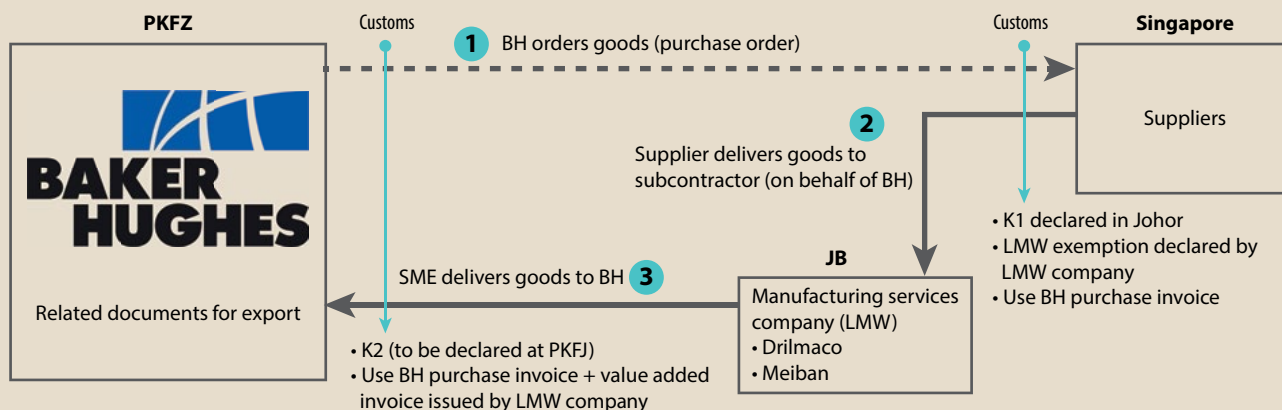 PKFZ
Customs
Customs
Singapore
1 BH orders goods (purchase order)
BAKER
HUGHES
Related documents for export
Suppliers
2
Supplier delivers goods to
subcontractor (on behalf of BH)
• K1 declared in Johor
• LMW exemption declared by
LMW company
• Use BH purchase invoice
JB
SME delivers goods to BH 3
Manufacturing services
company (LMW)
• Drilmaco
• Meiban
• K2 (to be declared at PKFJ)
• Use BH purchase invoice + value added
invoice issued by LMW company